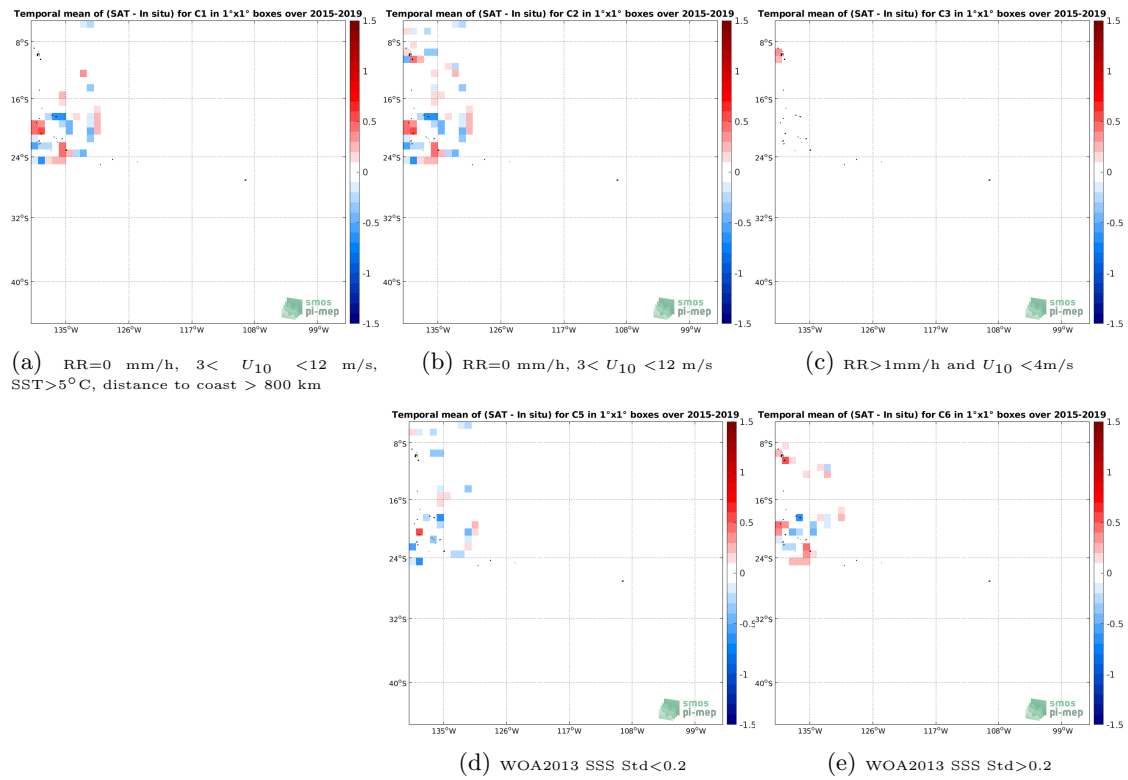 Temporal mean of (SAT - In situ) for C1 in 1°x1° boxes over 2015-2019
8°S
16°S
24°S
32°S
40°S
135°W
126°W
117°W
108°W
99°W
1.5
1
0.5
0
-0.5
-1
-1.5
smos
pi-mep
(a) RR=0 mm/h, 3< U10 <12 m/s,
SST>5°C, distance to coast > 800 km
Temporal mean of (SAT - In situ) for C2 in 1°x1° boxes over 2015-2019
8°S
16°S
24°S
32°S
40°S
135°W
126°W
117°W
108°W
99°W
1.5
1
0.5
0
-0.5
-1
-1.5
smos
pi-mep
(b) RR=0 mm/h, 3< U10 <12 m/s
Temporal mean of (SAT - In situ) for C3 in 1°x1° boxes over 2015-2019
8°S
16°S
24°S
32°S
40°S
135°W
126°W
117°W
108°W
99°W
1.5
1
0.5
0
-0.5
-1
-1.5
smos
pi-mep
(c) RR>1mm/h and U10 <4m/s
Temporal mean of (SAT - In situ) for C5 in 1°x1° boxes over 2015-2019
8°S
16°S
24°S
32°S
40°S
135°W
126°W
117°W
108°W
99°W
1.5
1
0.5
0
-0.5
-1
-1.5
smos
pi-mep
(d) WOA2013 SSS Std<0.2
Temporal mean of (SAT - In situ) for C6 in 1°x1° boxes over 2015-2019
8°S
16°S
24°S
32°S
40°S
135°W
126°W
117°W
108°W
99°W
1.5
1
0.5
0
-0.5
-1
-1.5
smos
pi-mep
(e) WOA2013 SSS Std>0.2